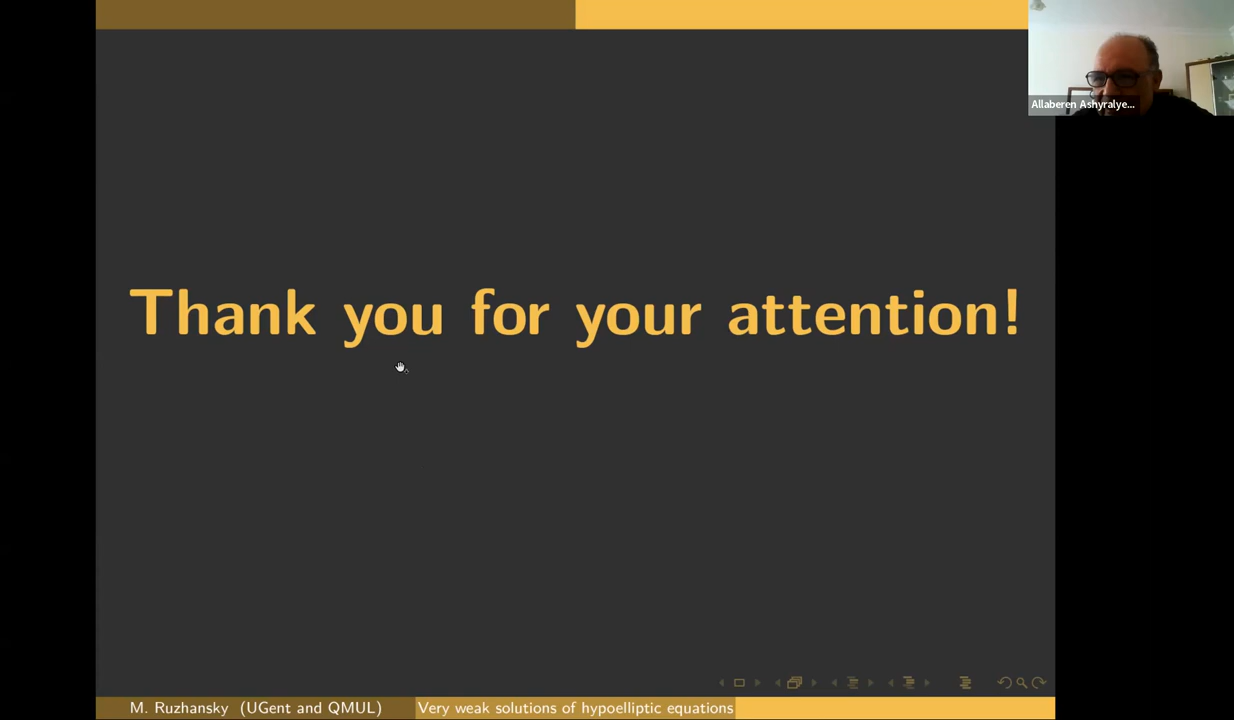 Allaberen Ashyralye...
Thank you for your attention!
M. Ruzhansky (UGent and QMUL) Very weak solutions of hypoelliptic equations